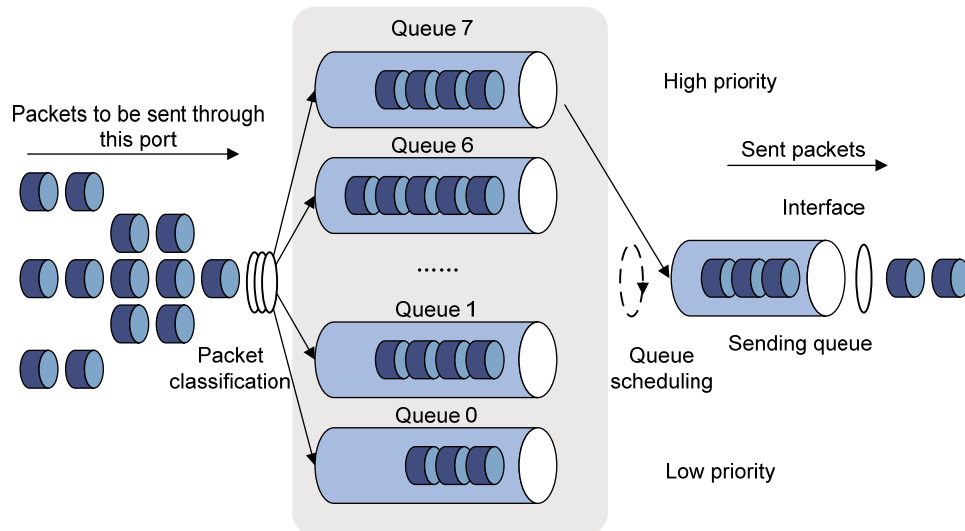 Queue 7
High priority
Packets to be sent through
this port
Queue 6
Sent packets
Interface
......
Queue 1
Packet
classification
Sending queue
Queue
scheduling
Queue 0
Low priority